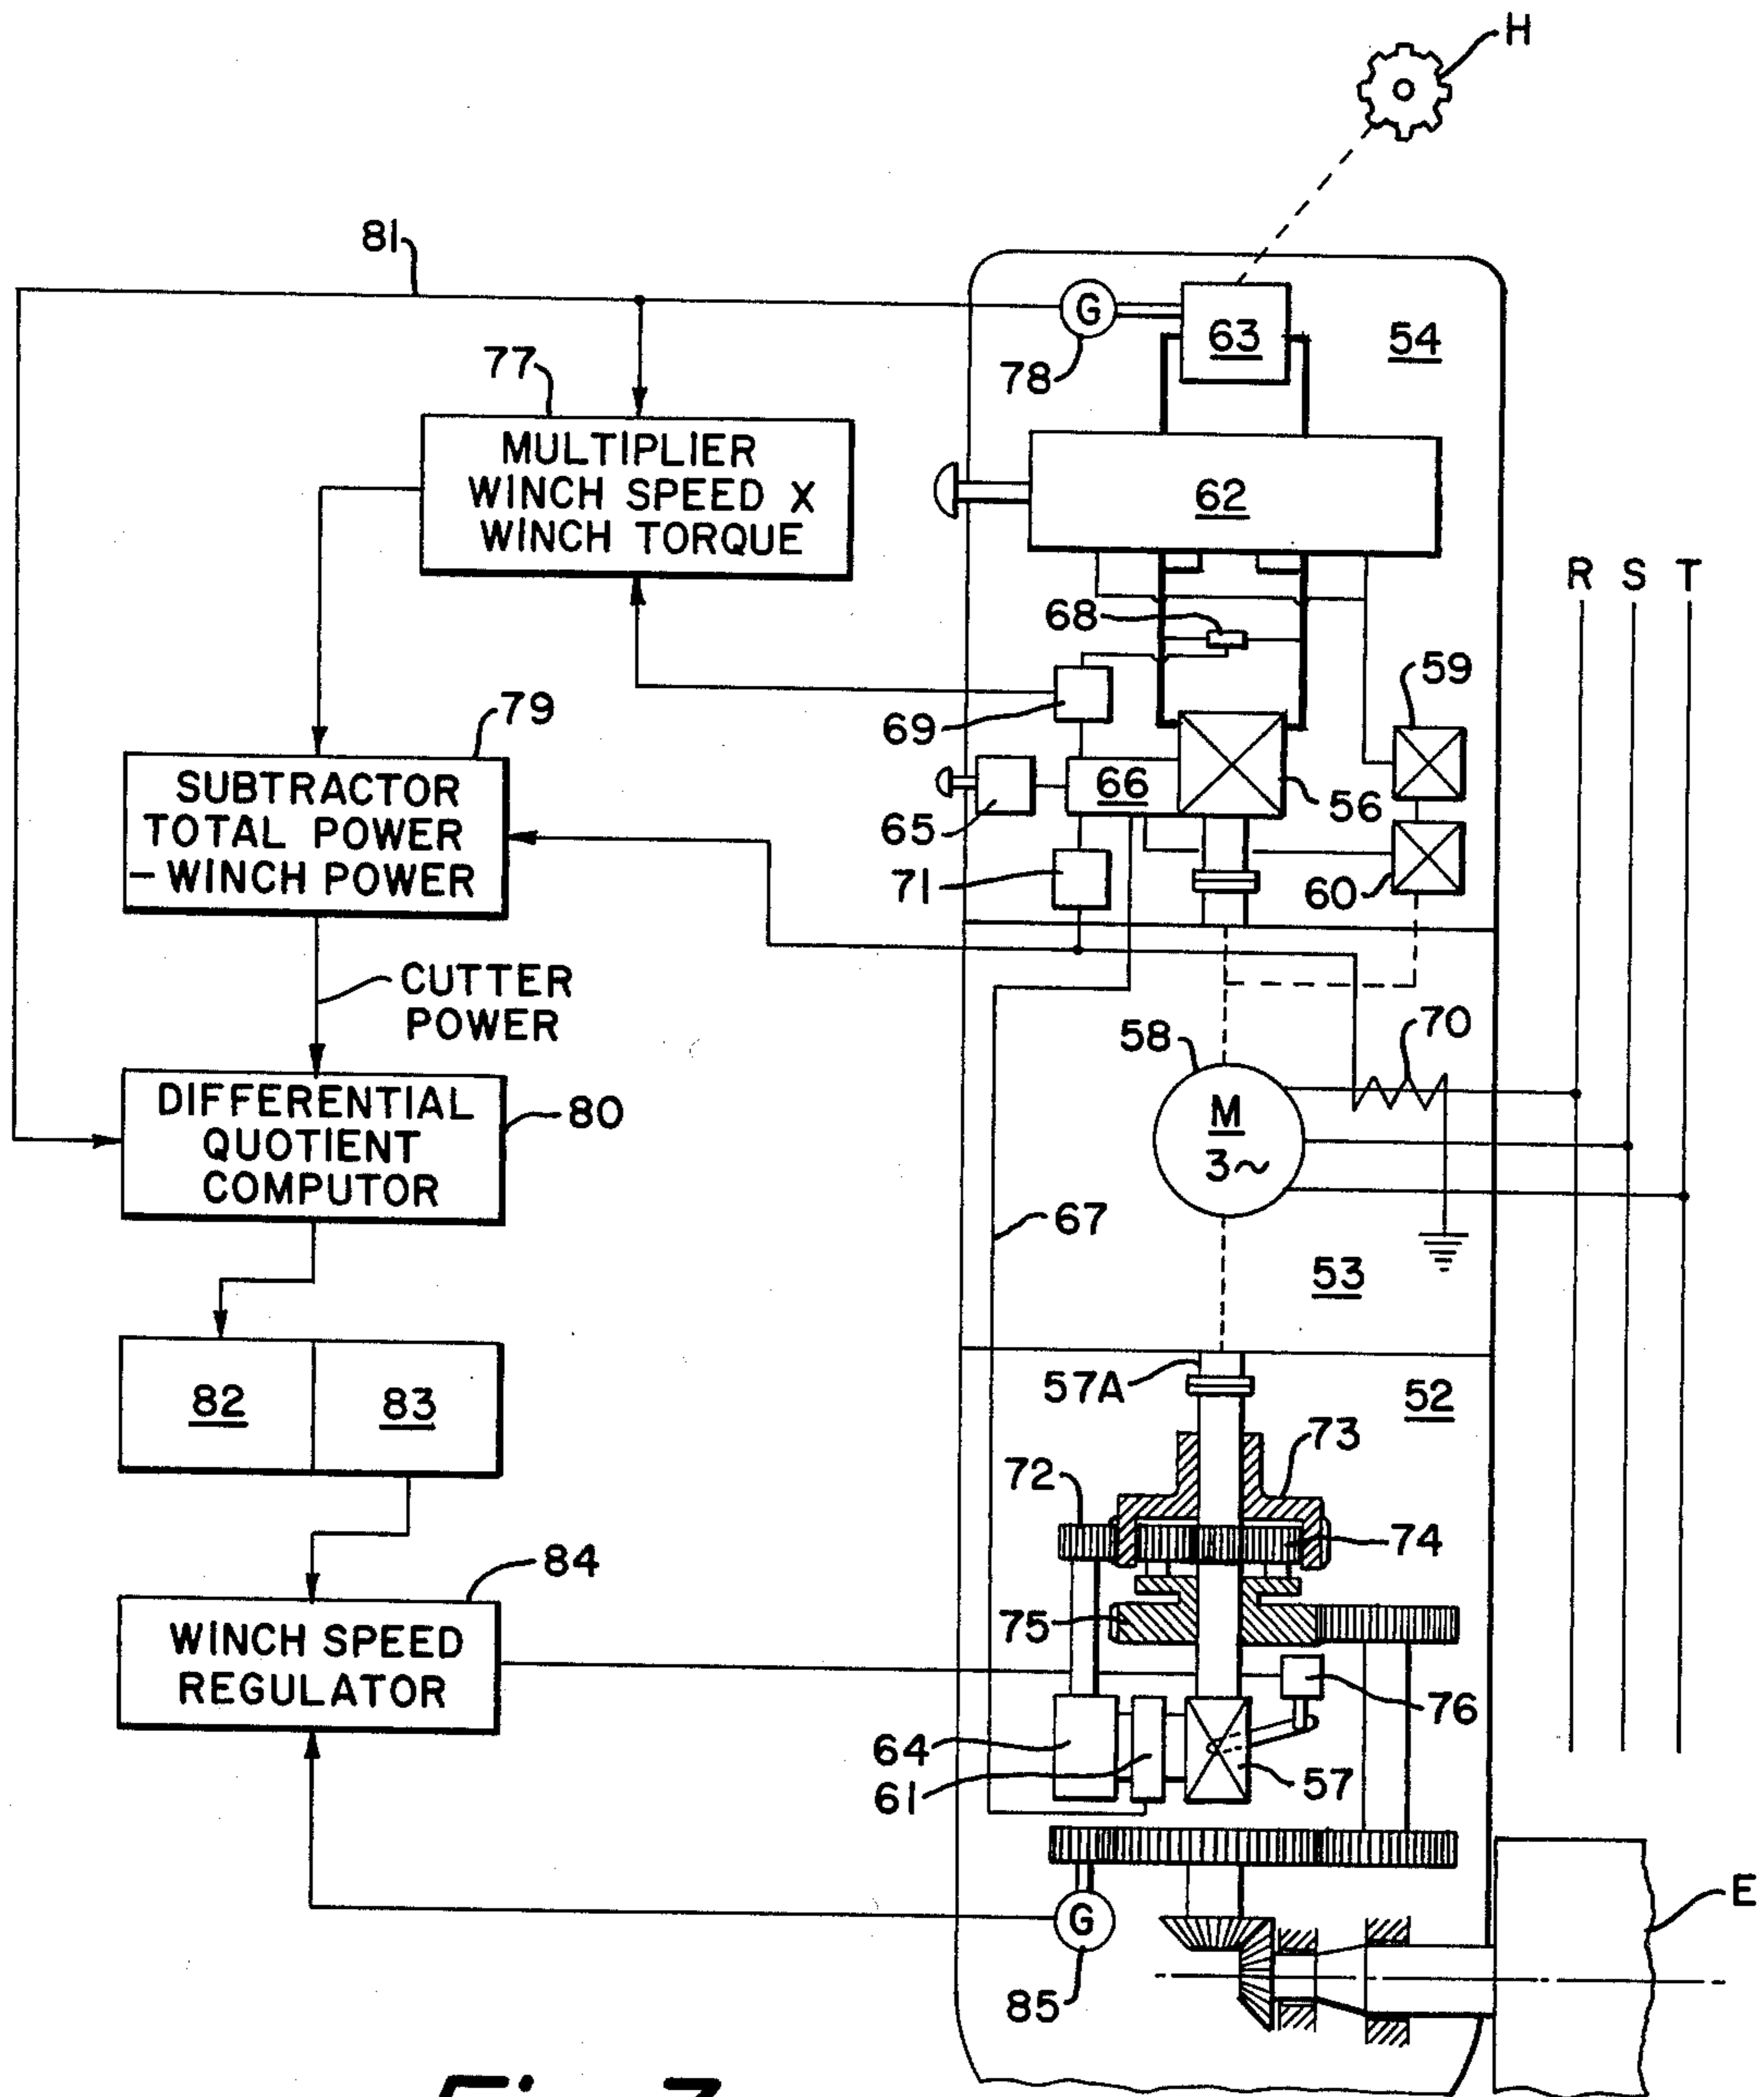 H
81
G
63
54
78
77
MULTIPLIER
WINCH SPEED X
WINCH TORQUE
62
R S T
68
59
69
79
SUBTRACTOR
TOTAL POWER
- WINCH POWER
66
56
65
71
60
CUTTER
POWER
58
70
M
3~
DIFFERENTIAL
QUOTIENT
COMPUTOR
80
67
53
57A
52
82
83
73
72
74
84
75
WINCH SPEED
REGULATOR
76
64
61
57
E
G
85